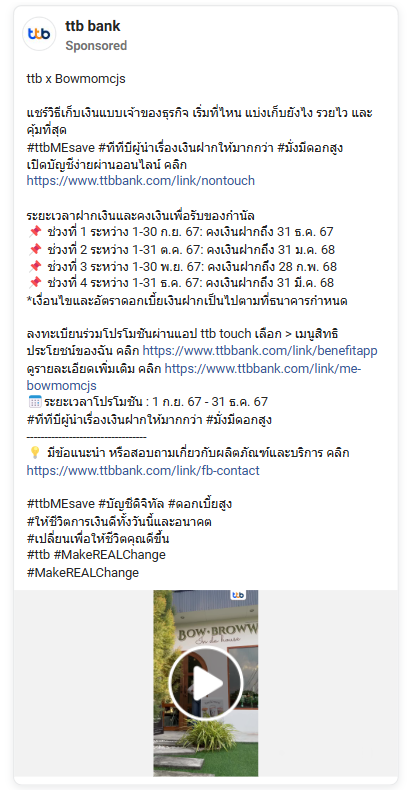 ttb
ttb bank
Sponsored
ttb x Bowmomcjs
แชร์วิธีเก็บเงินแบบเจ้าของธุรกิจ เริ่มที่ไหน แบ่งเก็บยังไง รวยไว และ
คุ้มที่สุด
#ttbMEsave #ทีทีบีผู้นำเรื่องเงินฝากให้มากกว่า #มั่งมีดอกสูง
เปิดบัญชีง่ายผ่านออนไลน์ คลิก
https://www.ttbbank.com/link/nontouch
ระยะเวลาฝากเงินและคงเงินเพื่อรับของกำนัล
📌 ช่วงที่ 1 ระหว่าง 1-30 ก.ย. 67: คงเงินฝากถึง 31 ธ.ค. 67
📌 ช่วงที่ 2 ระหว่าง 1-31 ต.ค. 67: คงเงินฝากถึง 31 ม.ค. 68
📌 ช่วงที่ 3 ระหว่าง 1-30 พ.ย. 67: คงเงินฝากถึง 28 ก.พ. 68
📌 ช่วงที่ 4 ระหว่าง 1-31 ธ.ค. 67: คงเงินฝากถึง 31 มี.ค. 68
*เงื่อนไขและอัตราดอกเบี้ยเงินฝากเป็นไปตามที่ธนาคารกำหนด
ลงทะเบียนร่วมโปรโมชันผ่านแอป ttb touch เลือก > เมนูสิทธิ
ประโยชน์ของฉัน คลิก https://www.ttbbank.com/link/benefitapp
ดูรายละเอียดเพิ่มเติม คลิก https://www.ttbbank.com/link/me-
bowmomcjs
🗓️ระยะเวลาโปรโมชัน : 1 ก.ย. 67 - 31 ธ.ค. 67
#ทีทีบีผู้นำเรื่องเงินฝากให้มากกว่า #มั่งมีดอกสูง
----------------------------------
💡 มีข้อแนะนำ หรือสอบถามเกี่ยวกับผลิตภัณฑ์และบริการ คลิก
https://www.ttbbank.com/link/fb-contact
#ttbMEsave #บัญชีดิจิทัล #ดอกเบี้ยสูง
#ให้ชีวิตการเงินดีทั้งวันนี้และอนาคต
#เปลี่ยนเพื่อให้ชีวิตคุณดีขึ้น
#ttb #MakeREALChange
#MakeREALChange
ttb
BOW·BROWW
In da house